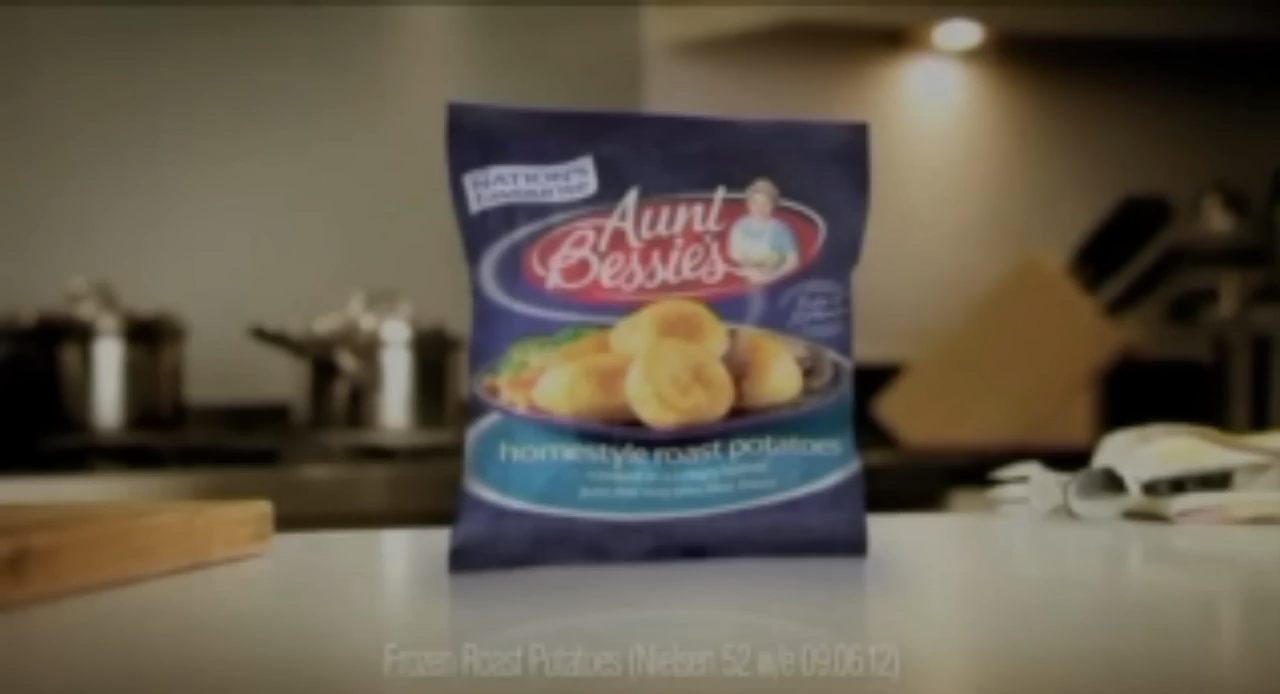 NATION'S
FAVOURITE
Aunt
Bessie's
homestyle roast potatoes
Frozen Roast Potatoes (Nielsen 52 w/e 09.06.12)